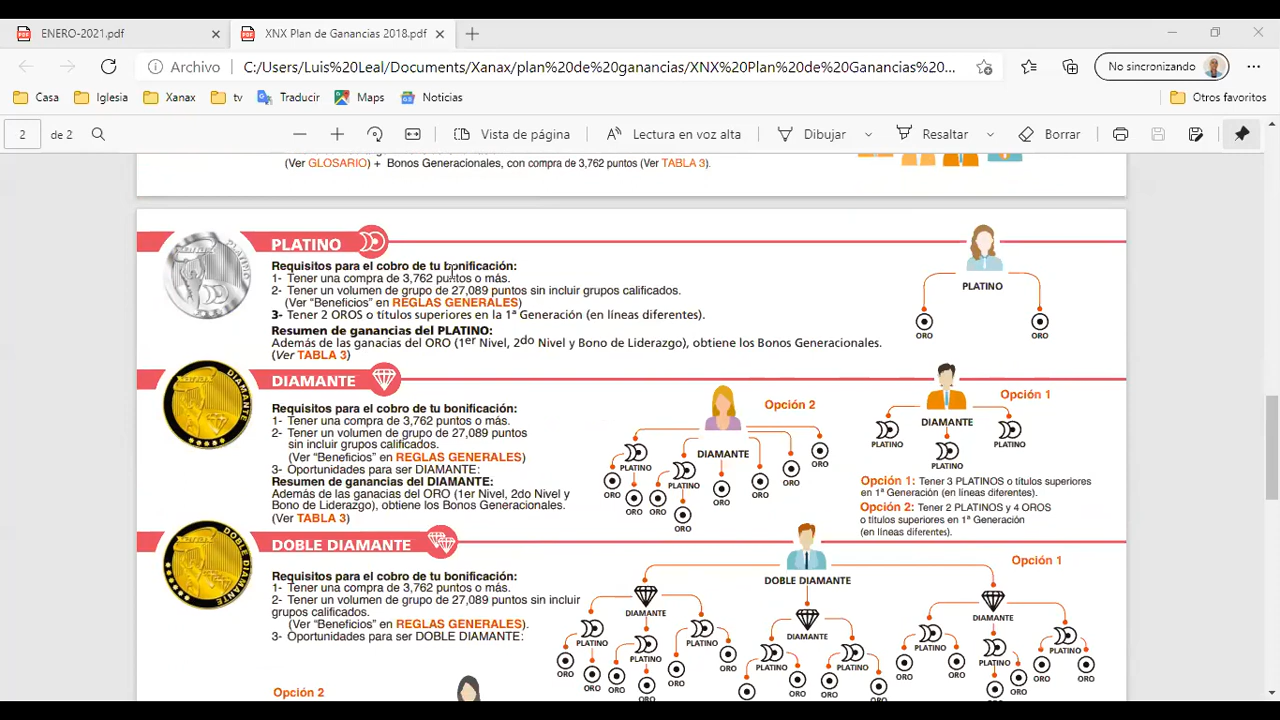 ENERO-2021.pdf
XNX Plan de Ganancias 2018.pdf
Archivo
C:/Users/Luis%20Leal/Documents/Xanax/plan%20de%20ganancias/XNX%20Plan%20de%20Ganancias%20...
No sincronizando
Casa
Iglesia
Xanax
tv
Traducir
Maps
Noticias
Otros favoritos
2
de 2
Vista de página
Lectura en voz alta
Dibujar
Resaltar
Borrar
(Ver GLOSARIO) + Bonos Generacionales, con compra de 3,762 puntos (Ver TABLA 3).
PLATINO
PLATINO
Requisitos para el cobro de tu bonificación:
1- Tener una compra de 3,762 puntos o más.
2- Tener un volumen de grupo de 27,089 puntos sin incluir grupos calificados.
(Ver “Beneficios” en REGLAS GENERALES)
3- Tener 2 OROS o títulos superiores en la 1ª Generación (en líneas diferentes).
Resumen de ganancias del PLATINO:
Además de las ganacias del ORO (1er Nivel, 2do Nivel y Bono de Liderazgo), obtiene los Bonos Generacionales.
(Ver TABLA 3)
PLATINO
ORO
ORO
DIAMANTE
DIAMANTE
Requisitos para el cobro de tu bonificación:
1- Tener una compra de 3,762 puntos o más.
2- Tener un volumen de grupo de 27,089 puntos
sin incluir grupos calificados.
(Ver “Beneficios” en REGLAS GENERALES)
3- Oportunidades para ser DIAMANTE:
Resumen de ganancias del DIAMANTE:
Además de las ganacias del ORO (1er Nivel, 2do Nivel y
Bono de Liderazgo), obtiene los Bonos Generacionales.
(Ver TABLA 3)
Opción 2
DIAMANTE
PLATINO
PLATINO
ORO
ORO
ORO
ORO
ORO
ORO
ORO
ORO
Opción 1
DIAMANTE
PLATINO
PLATINO
PLATINO
Opción 1: Tener 3 PLATINOS o titulos superiores
en 1ª Generación (en líneas diferentes).
Opción 2: Tener 2 PLATINOS y 4 OROS
o títulos superiores en 1ª Generación
(en líneas diferentes).
DOBLE DIAMANTE
DOBLE DIAMANTE
Requisitos para el cobro de tu bonificación:
1- Tener una compra de 3,762 puntos o más.
2- Tener un volumen de grupo de 27,089 puntos sin incluir
grupos calificados.
(Ver “Beneficios” en REGLAS GENERALES).
3- Oportunidades para ser DOBLE DIAMANTE:
Opción 2
Opción 1
DOBLE DIAMANTE
DIAMANTE
DIAMANTE
DIAMANTE
PLATINO
PLATINO
PLATINO
PLATINO
PLATINO
PLATINO
PLATINO
PLATINO
ORO
ORO
ORO
ORO
ORO
ORO
ORO
ORO
ORO
ORO
ORO
ORO
ORO
ORO